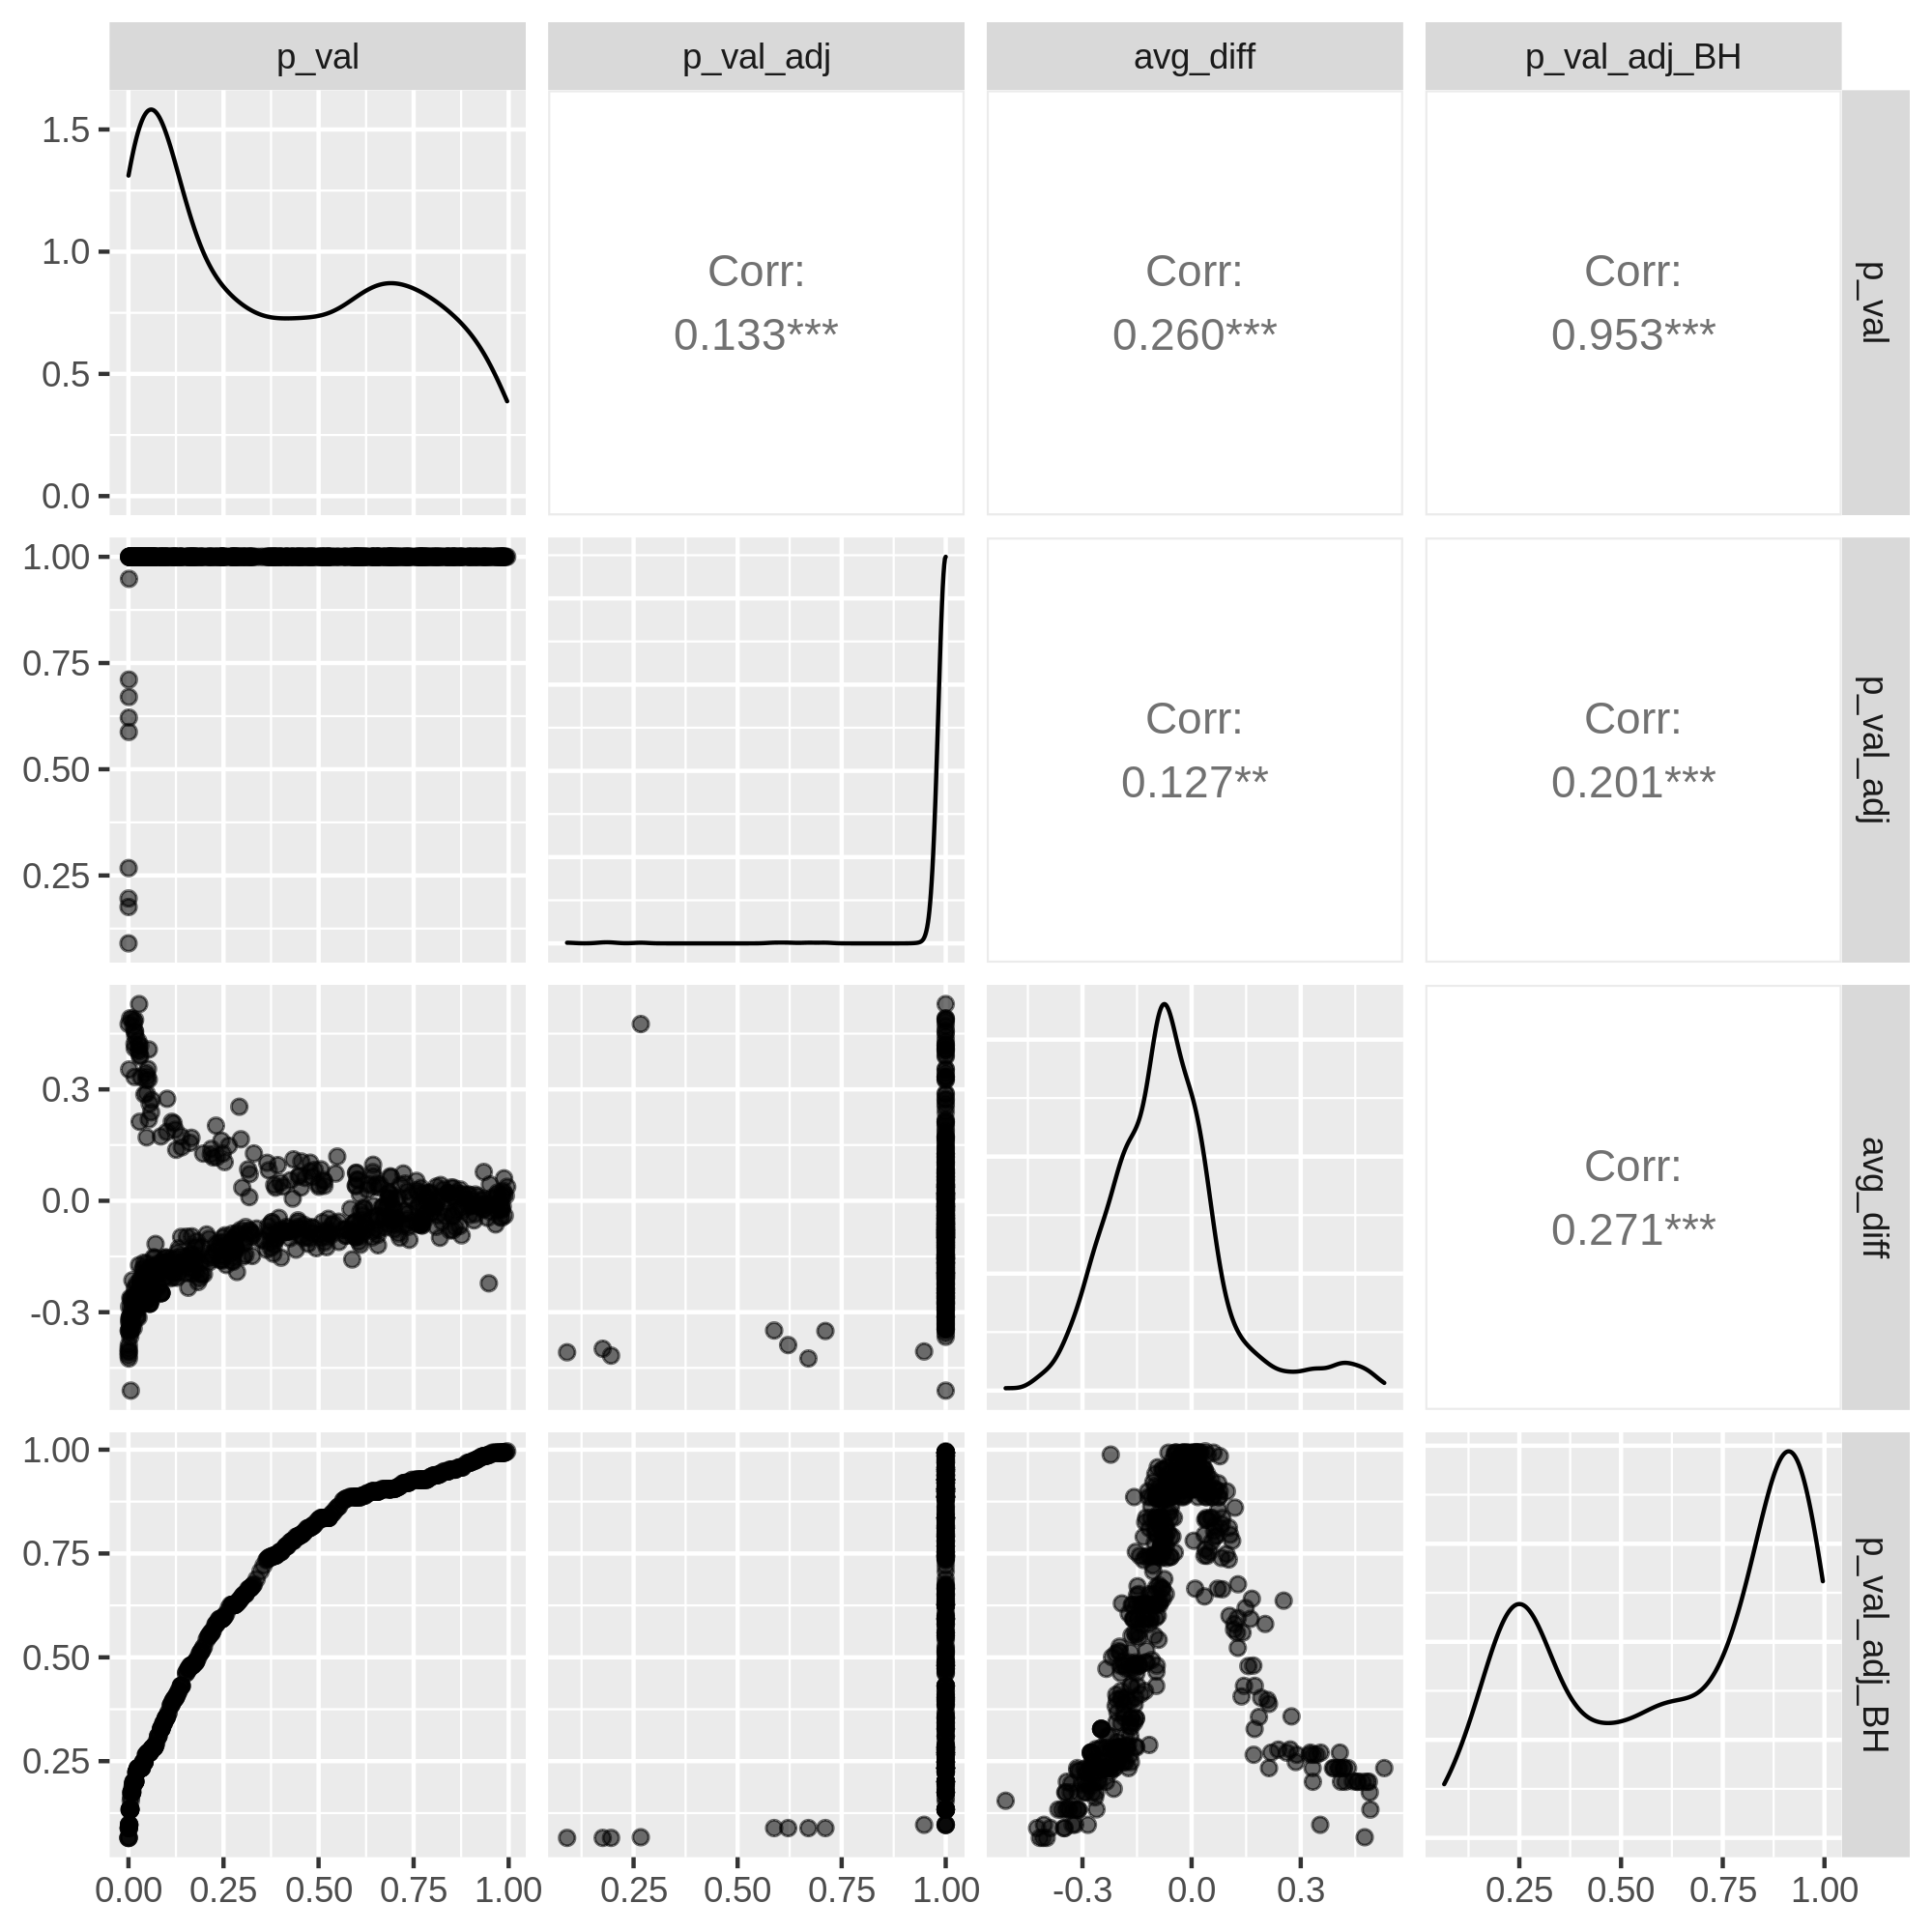 p_val p_val_adj avg_diff p_val_adj_BH
1.5
1.0
0.5
0.0
Corr:
0.133***
Corr:
0.260***
Corr:
0.953***
p_val
1.00
0.75
0.50
0.25
Corr:
0.127**
Corr:
0.201***
p_val_adj
0.3
0.0
-0.3
Corr:
0.271***
avg_diff
1.00
0.75
0.50
0.25
p_val_adj_BH
0.00 0.25 0.50 0.75 1.00 0.25 0.50 0.75 1.00 -0.3 0.0 0.3 0.25 0.50 0.75 1.00